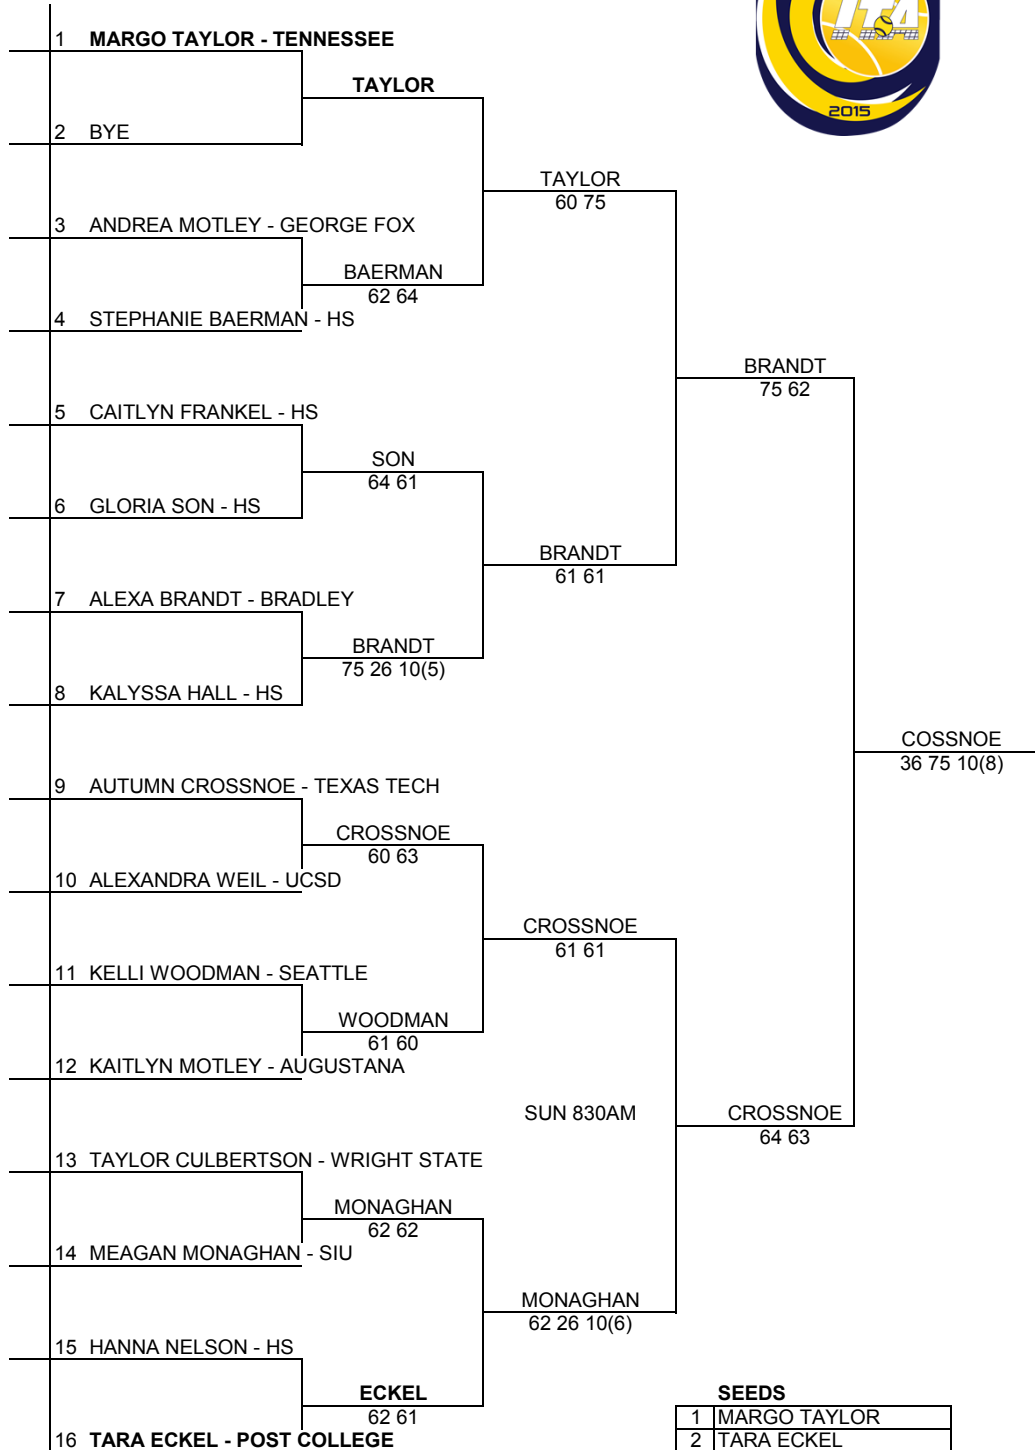 ITA
2015
1 MARGO TAYLOR - TENNESSEE
TAYLOR
2 BYE
TAYLOR
60 75
3 ANDREA MOTLEY - GEORGE FOX
BAERMAN
62 64
4 STEPHANIE BAERMAN - HS
BRANDT
75 62
5 CAITLYN FRANKEL - HS
SON
64 61
6 GLORIA SON - HS
BRANDT
61 61
7 ALEXA BRANDT - BRADLEY
BRANDT
75 26 10(5)
8 KALYSSA HALL - HS
COSSNOE
36 75 10(8)
9 AUTUMN CROSSNOE - TEXAS TECH
CROSSNOE
60 63
10 ALEXANDRA WEIL - UCSD
CROSSNOE
61 61
11 KELLI WOODMAN - SEATTLE
WOODMAN
61 60
12 KAITLYN MOTLEY - AUGUSTANA
SUN 830AM
CROSSNOE
64 63
13 TAYLOR CULBERTSON - WRIGHT STATE
MONAGHAN
62 62
14 MEAGAN MONAGHAN - SIU
MONAGHAN
62 26 10(6)
15 HANNA NELSON - HS
ECKEL
62 61
16 TARA ECKEL - POST COLLEGE
SEEDS
1 MARGO TAYLOR
2 TARA ECKEL